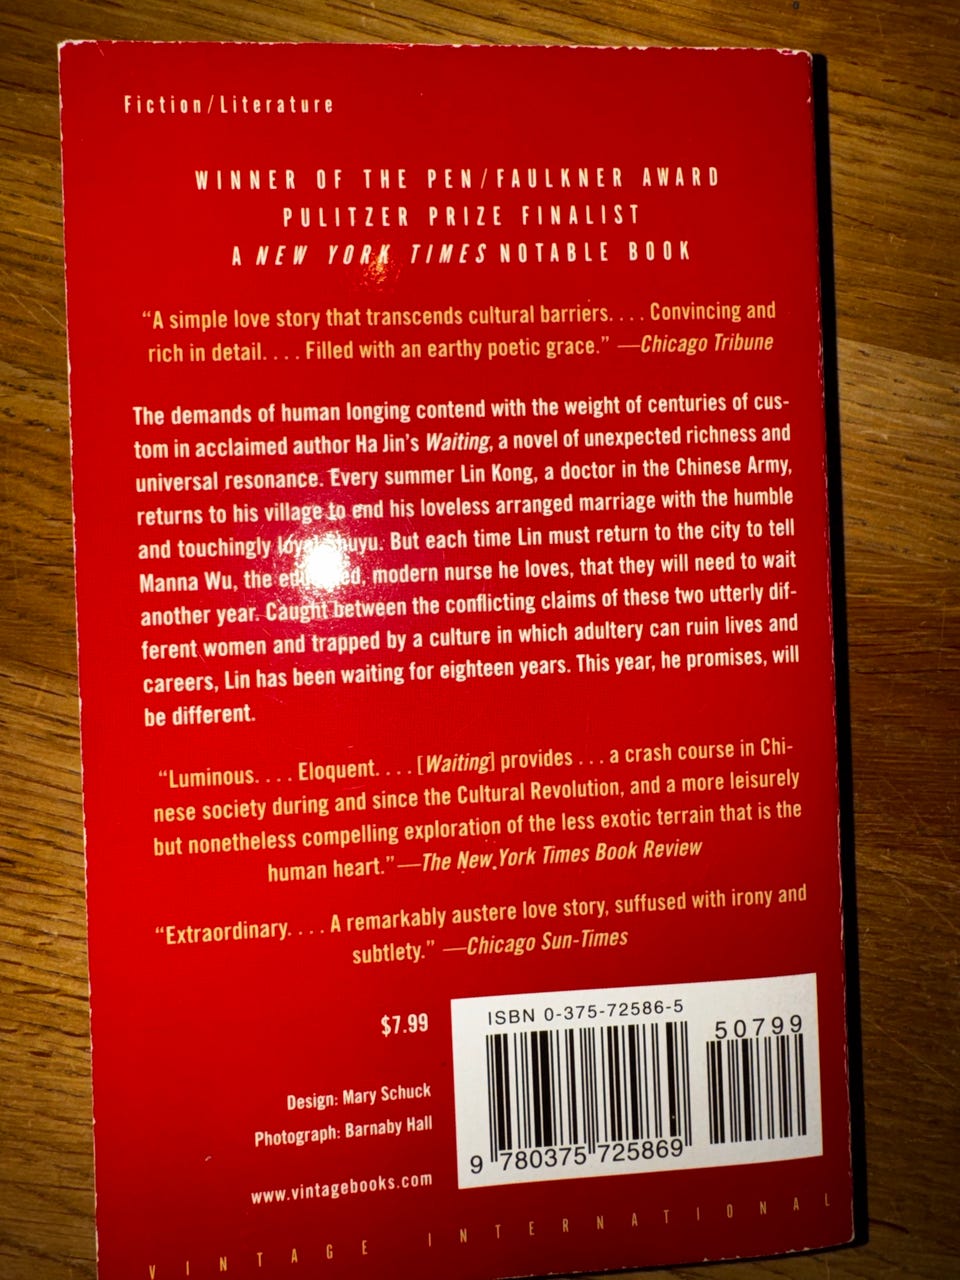 Fiction/Literature
WINNER OF THE PEN/FAULKNER AWARD
PULITZER PRIZE FINALIST
A NEW YORK TIMES NOTABLE BOOK
“A simple love story that transcends cultural barriers. . . . Convincing and
rich in detail. . . . Filled with an earthy poetic grace.” —Chicago Tribune
The demands of human longing contend with the weight of centuries of cus-
tom in acclaimed author Ha Jin’s Waiting, a novel of unexpected richness and
universal resonance. Every summer Lin Kong, a doctor in the Chinese Army,
returns to his village to end his loveless arranged marriage with the humble
and touchingly But each time Lin must return to the city to tell
Manna Wu, the modern nurse he loves, that they will need to wait
another year. Caught between the conflicting claims of these two utterly dif-
ferent women and trapped by a culture in which adultery can ruin lives and
careers, Lin has been waiting for eighteen years. This year, he promises, will
be different.
“Luminous. . . . Eloquent. . . . [Waiting] provides . . . a crash course in Chi-
nese society during and since the Cultural Revolution, and a more leisurely
but nonetheless compelling exploration of the less exotic terrain that is the
human heart.”—The New York Times Book Review
“Extraordinary. . . . A remarkably austere love story, suffused with irony and
subtlety.” —Chicago Sun-Times
$7.99
Design: Mary Schuck
Photograph: Barnaby Hall
www.vintagebooks.com
ISBN 0-375-72586-5
50799
9 780375 725869
VINTAGE INTERNATIONAL